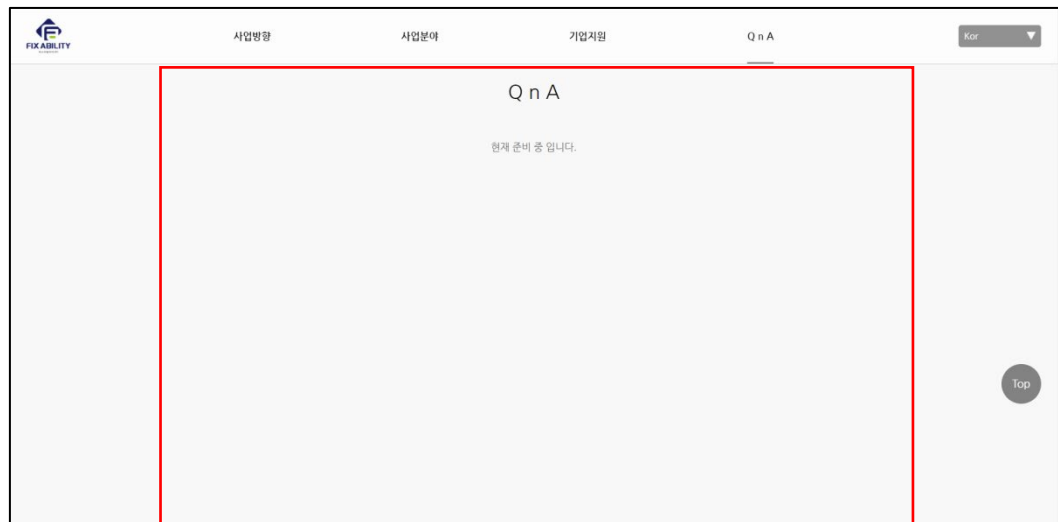 FIX ABILITY
사업방향
사업분야
기업지원
Q n A
Kor
Q n A
현재 준비 중 입니다.
Top